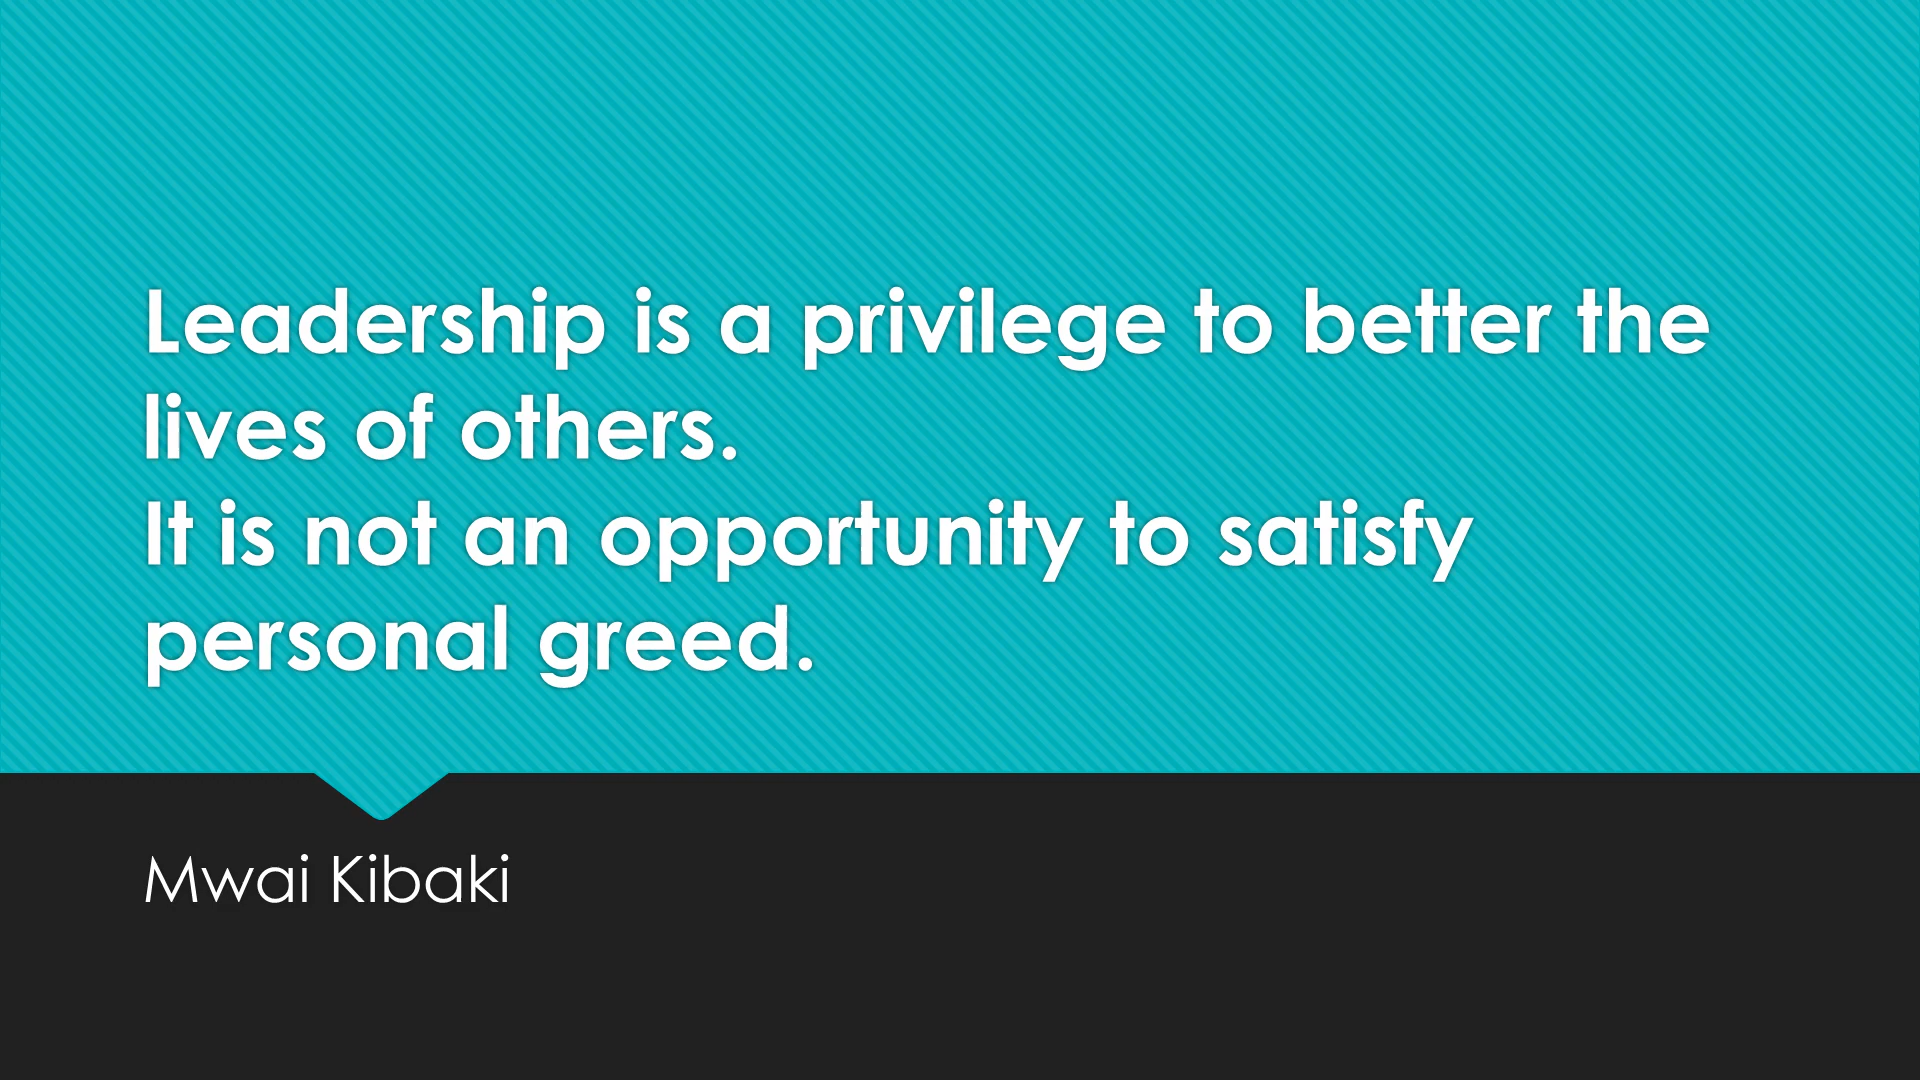 Leadership is a privilege to better the
lives of others.
It is not an opportunity to satisfy
personal greed.
Mwai Kibaki